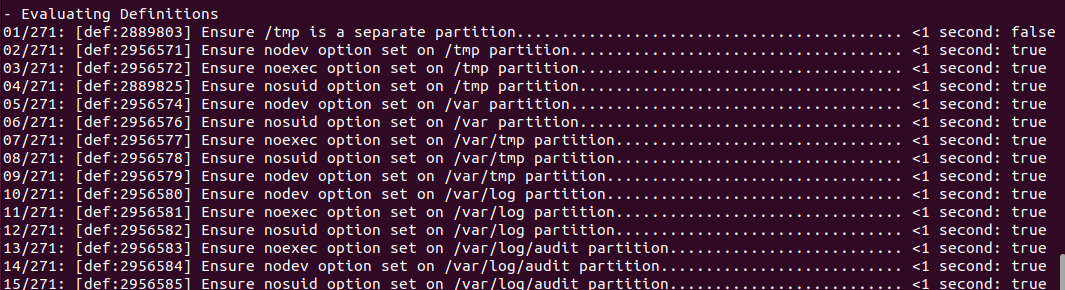 - Evaluating Definitions
01/271: [def:2889803] Ensure /tmp is a separate partition........................................... <1 second: false
02/271: [def:2956571] Ensure nodev option set on /tmp partition..................................... <1 second: true
03/271: [def:2956572] Ensure noexec option set on /tmp partition.................................... <1 second: true
04/271: [def:2889825] Ensure nosuid option set on /tmp partition.................................... <1 second: true
05/271: [def:2956574] Ensure nodev option set on /var partition..................................... <1 second: true
06/271: [def:2956576] Ensure nosuid option set on /var partition.................................... <1 second: true
07/271: [def:2956577] Ensure noexec option set on /var/tmp partition................................ <1 second: true
08/271: [def:2956578] Ensure nosuid option set on /var/tmp partition................................ <1 second: true
09/271: [def:2956579] Ensure nodev option set on /var/tmp partition................................. <1 second: true
10/271: [def:2956580] Ensure nodev option set on /var/log partition................................. <1 second: true
11/271: [def:2956581] Ensure noexec option set on /var/log partition................................ <1 second: true
12/271: [def:2956582] Ensure nosuid option set on /var/log partition................................ <1 second: true
13/271: [def:2956583] Ensure noexec option set on /var/log/audit partition.......................... <1 second: true
14/271: [def:2956584] Ensure nodev option set on /var/log/audit partition........................... <1 second: true
15/271: [def:2956585] Ensure nosuid option set on /var/log/audit partition.......................... <1 second: true